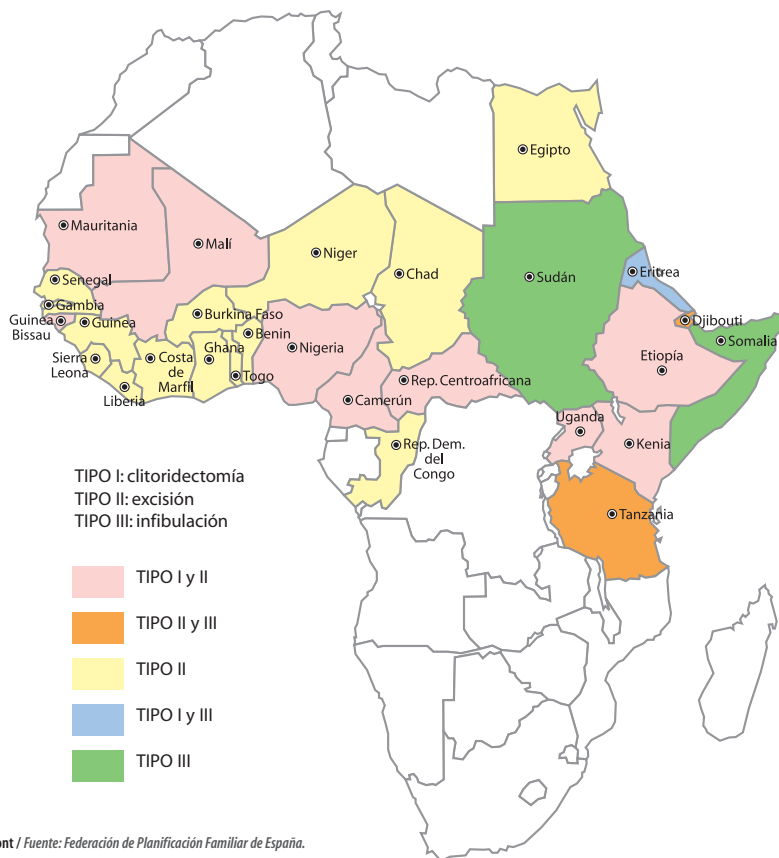 Egipto
Mauritania
Malí
Niger
Chad
Sudán
Eritrea
Senegal
Gambia
Guinea
Bissau
Guinea
Burkina Faso
Benin
Djibouti
Somalia
Ghana
Nigeria
Sierra
Leona
Costa
de
Marfil
Togo
Liberia
Etiopía
Rep. Centroafricana
Camerún
Uganda
Kenia
Rep. Dem.
del
Congo
Tanzania
TIPO I: clitoridectomía
TIPO II: excisión
TIPO III: infibulación
TIPO I y II
TIPO II y III
TIPO II
TIPO I y III
TIPO III
ont / Fuente: Federación de Planificación Familiar de España.